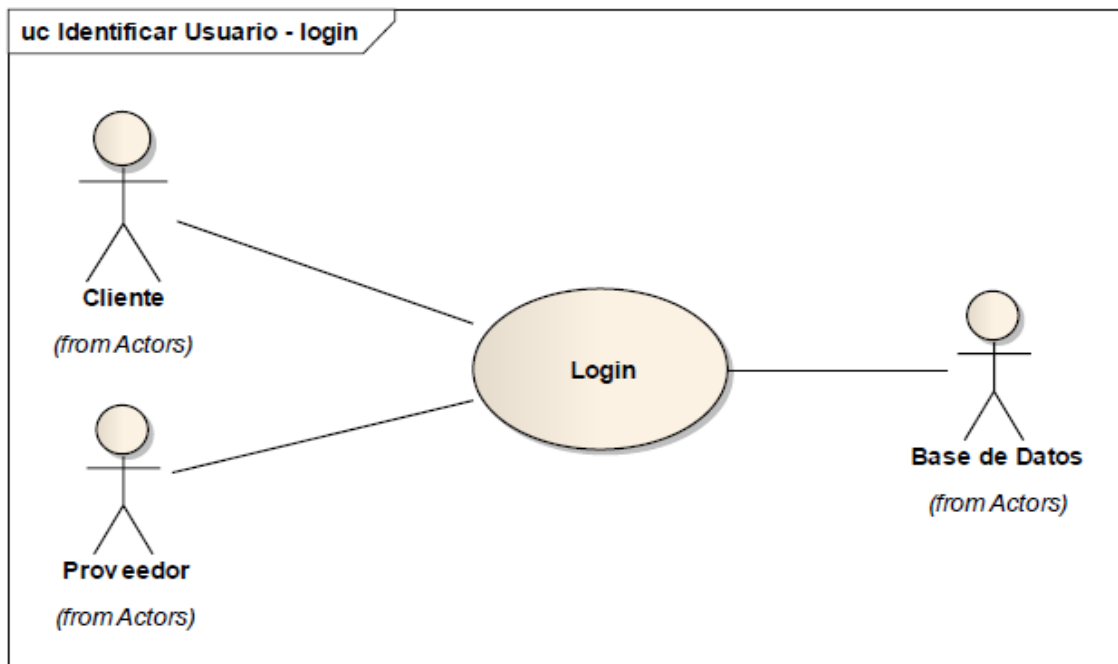 uc Identificar Usuario - login
Cliente
(from Actors)
Login
Base de Datos
(from Actors)
Proveedor
(from Actors)